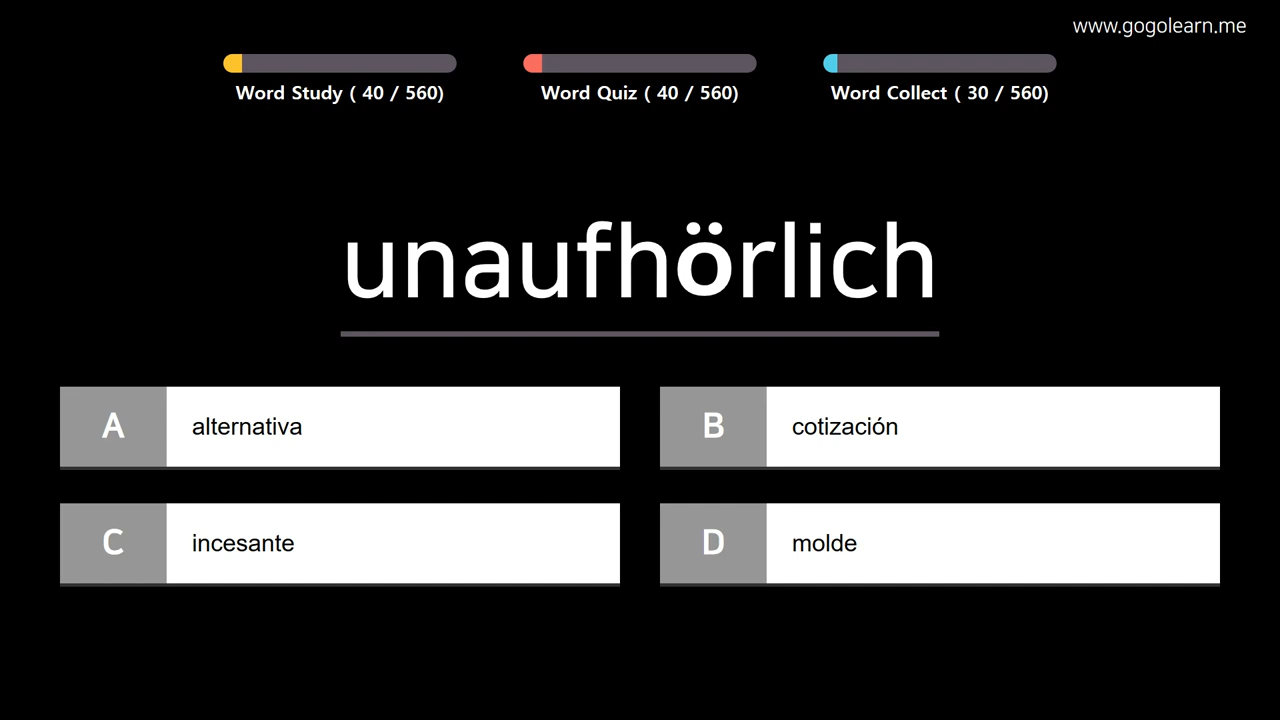 www.gogolearn.me
Word Study ( 40 / 560)
Word Quiz ( 40 / 560)
Word Collect ( 30 / 560)
unaufhörlich
A alternativa
B cotización
C incesante
D molde